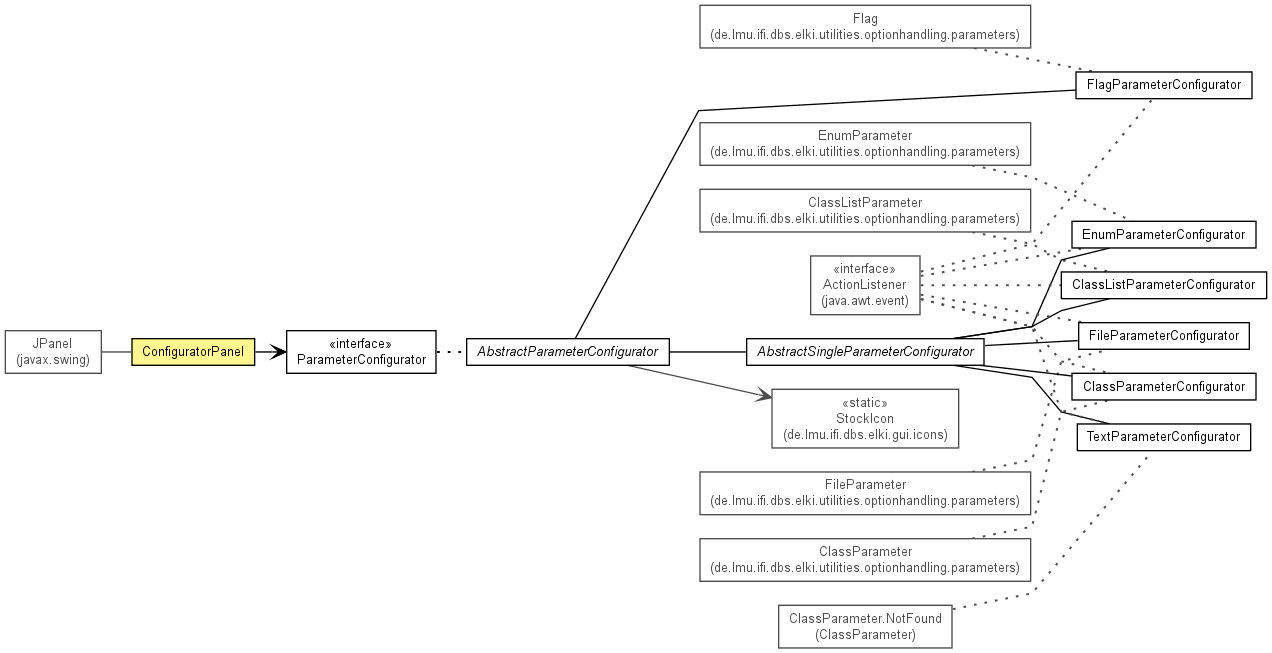 Flag
(de.lmu.ifi.dbs.elki.utilities.optionhandling.parameters)
FlagParameterConfigurator
EnumParameter
(de.lmu.ifi.dbs.elki.utilities.optionhandling.parameters)
ClassListParameter
(de.lmu.ifi.dbs.elki.utilities.optionhandling.parameters)
EnumParameterConfigurator
«interface»
ActionListener
(java.awt.event)
ClassListParameterConfigurator
JPanel
(javax.swing)
ConfiguratorPanel
«interface»
ParameterConfigurator
AbstractParameterConfigurator
AbstractSingleParameterConfigurator
FileParameterConfigurator
ClassParameterConfigurator
«static»
StockIcon
(de.lmu.ifi.dbs.elki.gui.icons)
TextParameterConfigurator
FileParameter
(de.lmu.ifi.dbs.elki.utilities.optionhandling.parameters)
ClassParameter
(de.lmu.ifi.dbs.elki.utilities.optionhandling.parameters)
ClassParameter.NotFound
(ClassParameter)